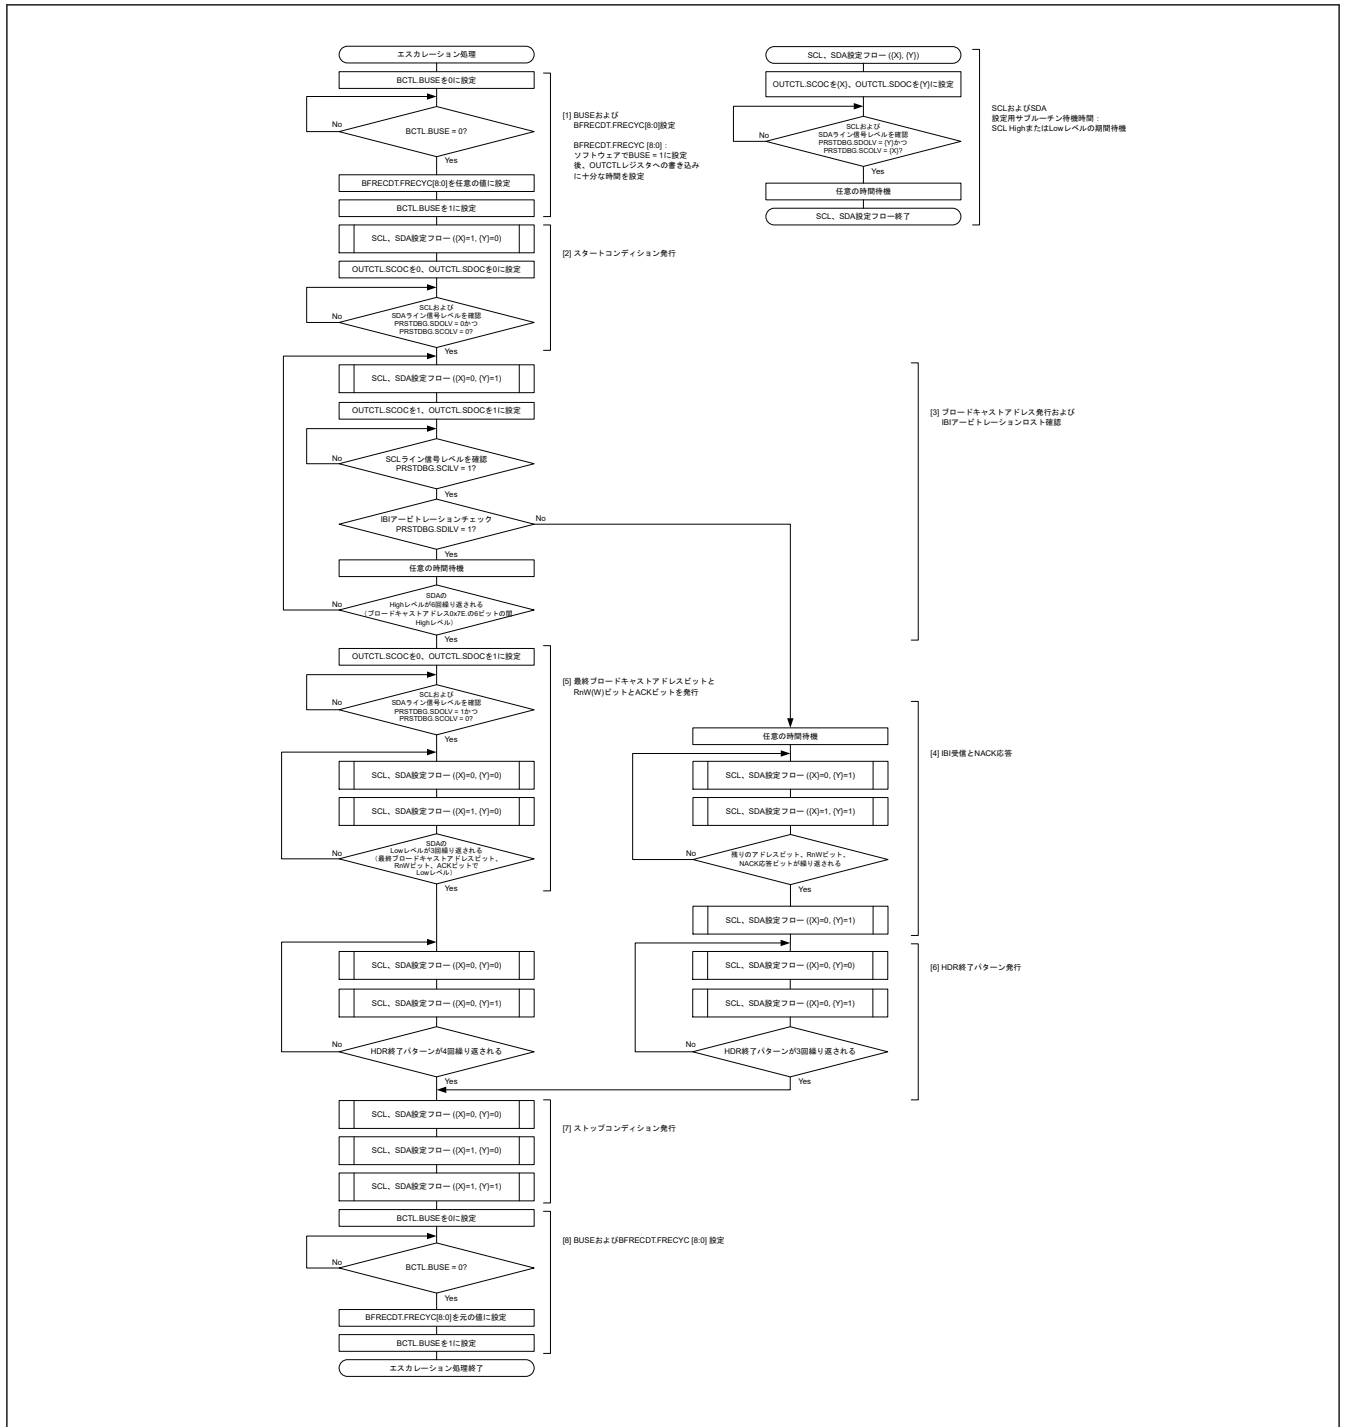 エスカレーション処理
BCTL.BUSEを0に設定
No
BCTL.BUSE = 0?
Yes
BFRECDT.FRECYC[8:0]を任意の値に設定
BCTL.BUSEを1に設定
[1] BUSEおよび
BFRECDT.FRECYC[8:0]設定
BFRECDT.FRECYC [8:0] :
ソフトウェアでBUSE = 1に設定
後、OUTCTLレジスタへの書き込み
に十分な時間を設定
SCL、SDA設定フロー ({X}, {Y})
OUTCTL.SCOCを{X}、OUTCTL.SDOCを{Y}に設定
No
SCLおよび
SDAライン信号レベルを確認
PRSTDBG.SDOLV = {Y}かつ
PRSTDBG.SCOLV = {X}?
Yes
任意の時間待機
SCL、SDA設定フロー終了
SCLおよびSDA
設定用サブルーチン待機時間：
SCL HighまたはLowレベルの期間待機
SCL、SDA設定フロー ({X}=1, {Y}=0)
OUTCTL.SCOCを0、OUTCTL.SDOCを0に設定
No
SCLおよび
SDAライン信号レベルを確認
PRSTDBG.SDOLV = 0かつ
PRSTDBG.SCOLV = 0?
Yes
[2] スタートコンディション発行
SCL、SDA設定フロー ({X}=0, {Y}=1)
OUTCTL.SCOCを1、OUTCTL.SDOCを1に設定
No
SCLライン信号レベルを確認
PRSTDBG.SCILV = 1?
Yes
IBIアービトレーションチェック
PRSTDBG.SDILV = 1?
No
Yes
任意の時間待機
No
SDAの
Highレベルが6回繰り返される
（ブロードキャストアドレス0x7E.の6ビットの間
Highレベル）
Yes
[3] ブロードキャストアドレス発行および
IBIアービトレーションロスト確認
OUTCTL.SCOCを0、OUTCTL.SDOCを1に設定
No
SCLおよび
SDAライン信号レベルを確認
PRSTDBG.SDOLV = 1かつ
PRSTDBG.SCOLV = 0?
Yes
SCL、SDA設定フロー ({X}=0, {Y}=0)
SCL、SDA設定フロー ({X}=1, {Y}=0)
No
SDAの
Lowレベルが3回繰り返される
（最終ブロードキャストアドレスビット、
RnWビット、ACKビットで
Lowレベル）
Yes
[5] 最終ブロードキャストアドレスビットと
RnW(W)ビットとACKビットを発行
任意の時間待機
SCL、SDA設定フロー ({X}=0, {Y}=1)
SCL、SDA設定フロー ({X}=1, {Y}=1)
No
残りのアドレスビット、RnWビット、
NACK応答ビットが繰り返される
Yes
SCL、SDA設定フロー ({X}=0, {Y}=1)
[4] IBI受信とNACK応答
SCL、SDA設定フロー ({X}=0, {Y}=0)
SCL、SDA設定フロー ({X}=0, {Y}=1)
No
HDR終了パターンが4回繰り返される
Yes
SCL、SDA設定フロー ({X}=0, {Y}=0)
SCL、SDA設定フロー ({X}=0, {Y}=1)
No
HDR終了パターンが3回繰り返される
Yes
[6] HDR終了パターン発行
SCL、SDA設定フロー ({X}=0, {Y}=0)
SCL、SDA設定フロー ({X}=1, {Y}=0)
SCL、SDA設定フロー ({X}=1, {Y}=1)
[7] ストップコンディション発行
BCTL.BUSEを0に設定
No
BCTL.BUSE = 0?
Yes
BFRECDT.FRECYC[8:0]を元の値に設定
BCTL.BUSEを1に設定
[8] BUSEおよびBFRECDT.FRECYC [8:0] 設定
エスカレーション処理終了